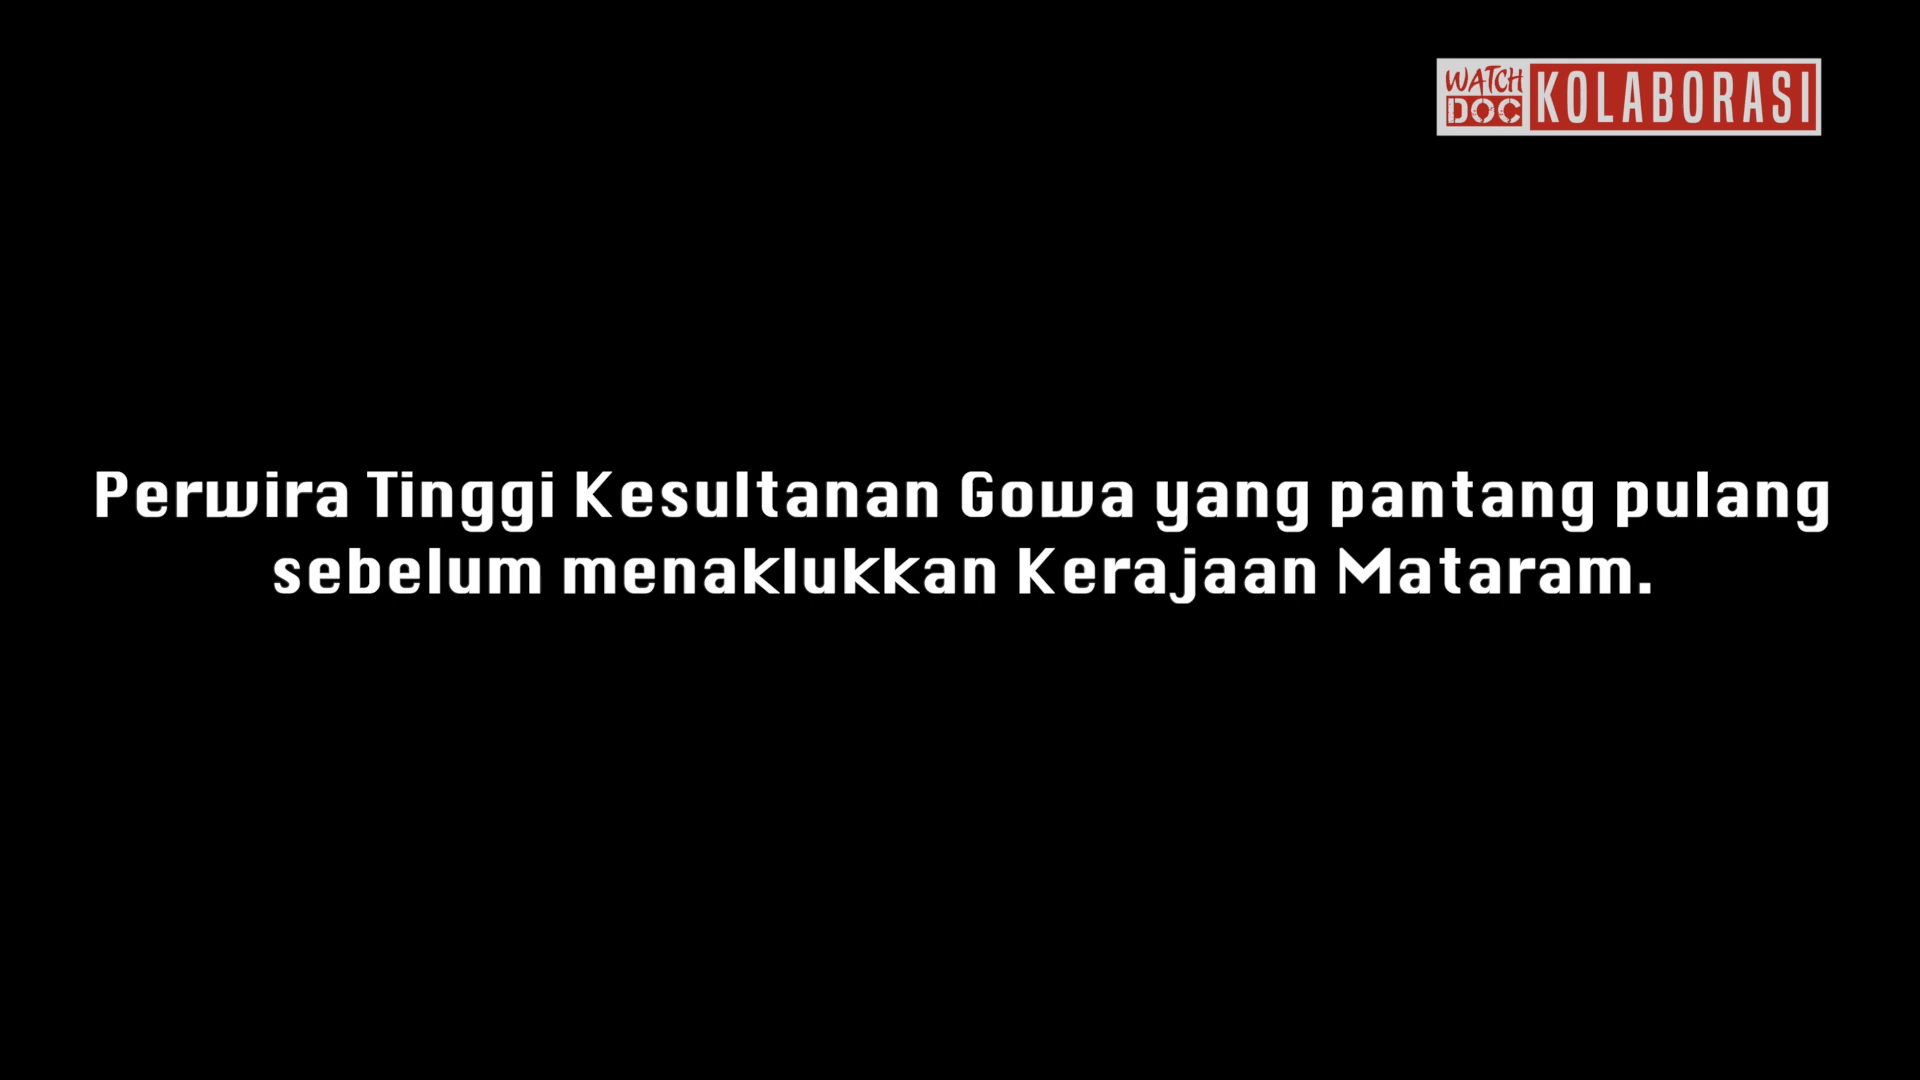 WATCH
DOC
KOLABORASI
Perwira Tinggi Kesultanan Gowa yang pantang pulang
sebelum menaklukkan Kerajaan Mataram.